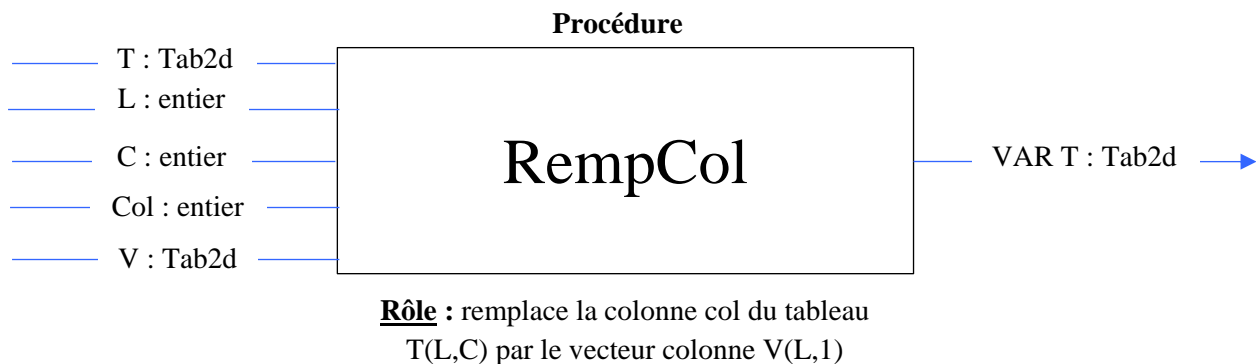 Procédure
T : Tab2d
L : entier
C : entier
Col : entier
V : Tab2d
RempCol
VAR T : Tab2d
Rôle : remplace la colonne col du tableau
T(L,C) par le vecteur colonne V(L,1)